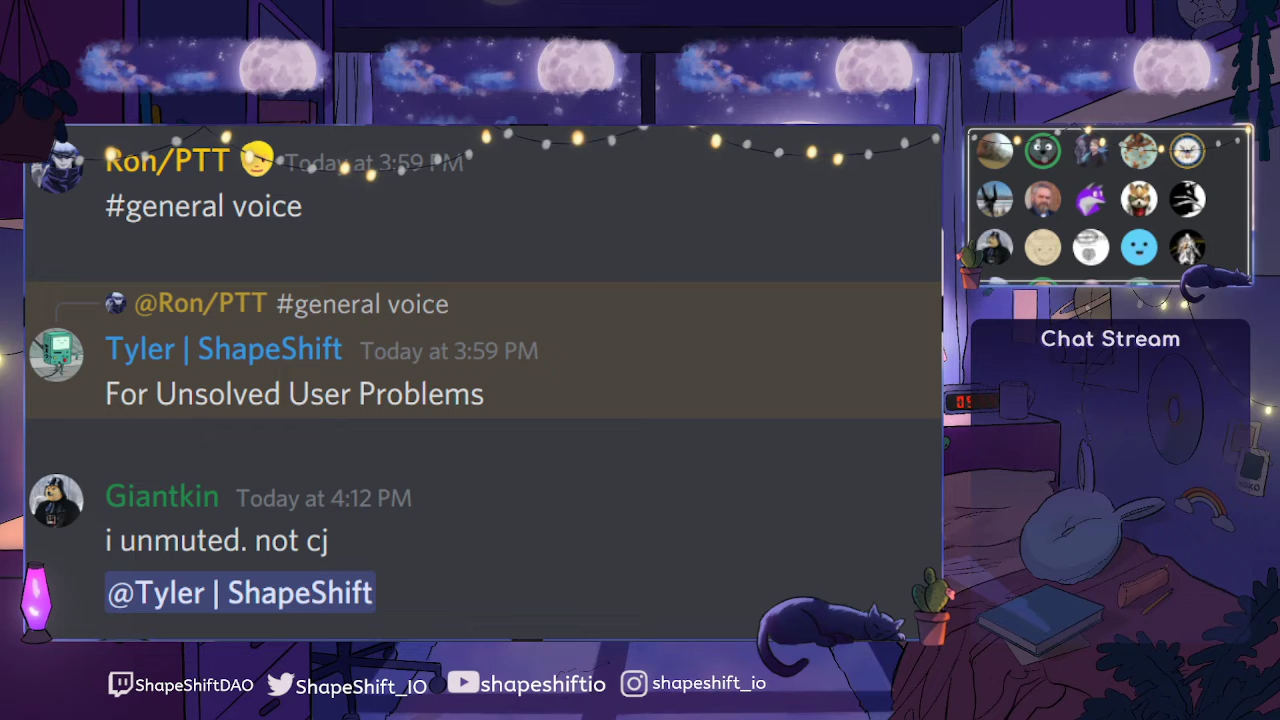 Ron/PTT Today at 3:59 PM
#general voice
@Ron/PTT #general voice
Tyler | ShapeShift Today at 3:59 PM
For Unsolved User Problems
Giantkin Today at 4:12 PM
i unmuted. not cj
@Tyler | ShapeShift
Chat Stream
ShapeShiftDAO ShapeShift_IO shapeshiftio shapeshift_io